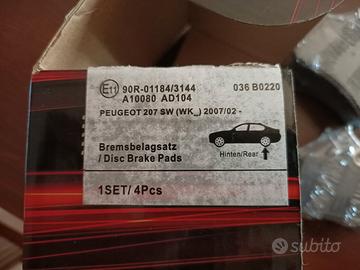 E11 90R-01184/3144 036 B0220
A10080 AD104
PEUGEOT 207 SW (WK_) 2007/02 -
Bremsbelagsatz
/ Disc Brake Pads
Hinten/Rear
1SET/ 4Pcs
subito